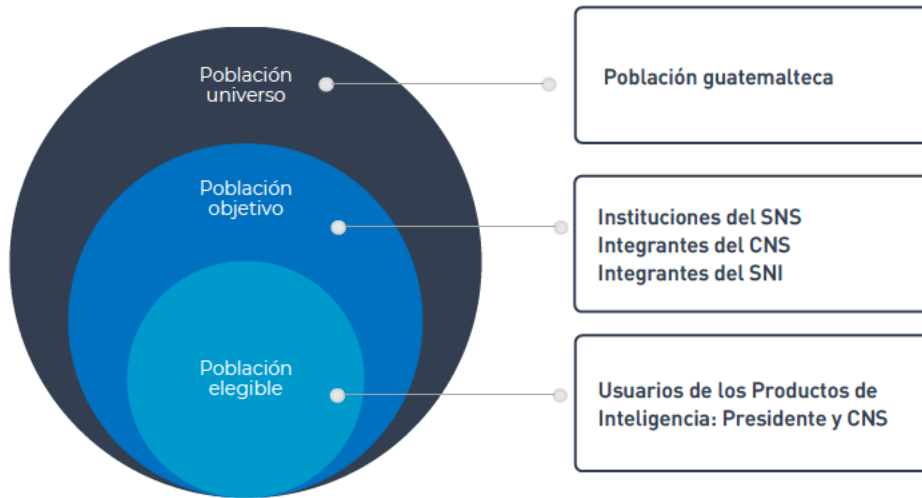 Población
universo
Población guatemalteca
Población
objetivo
Instituciones del SNS
Integrantes del CNS
Integrantes del SNI
Población
elegible
Usuarios de los Productos de
Inteligencia: Presidente y CNS